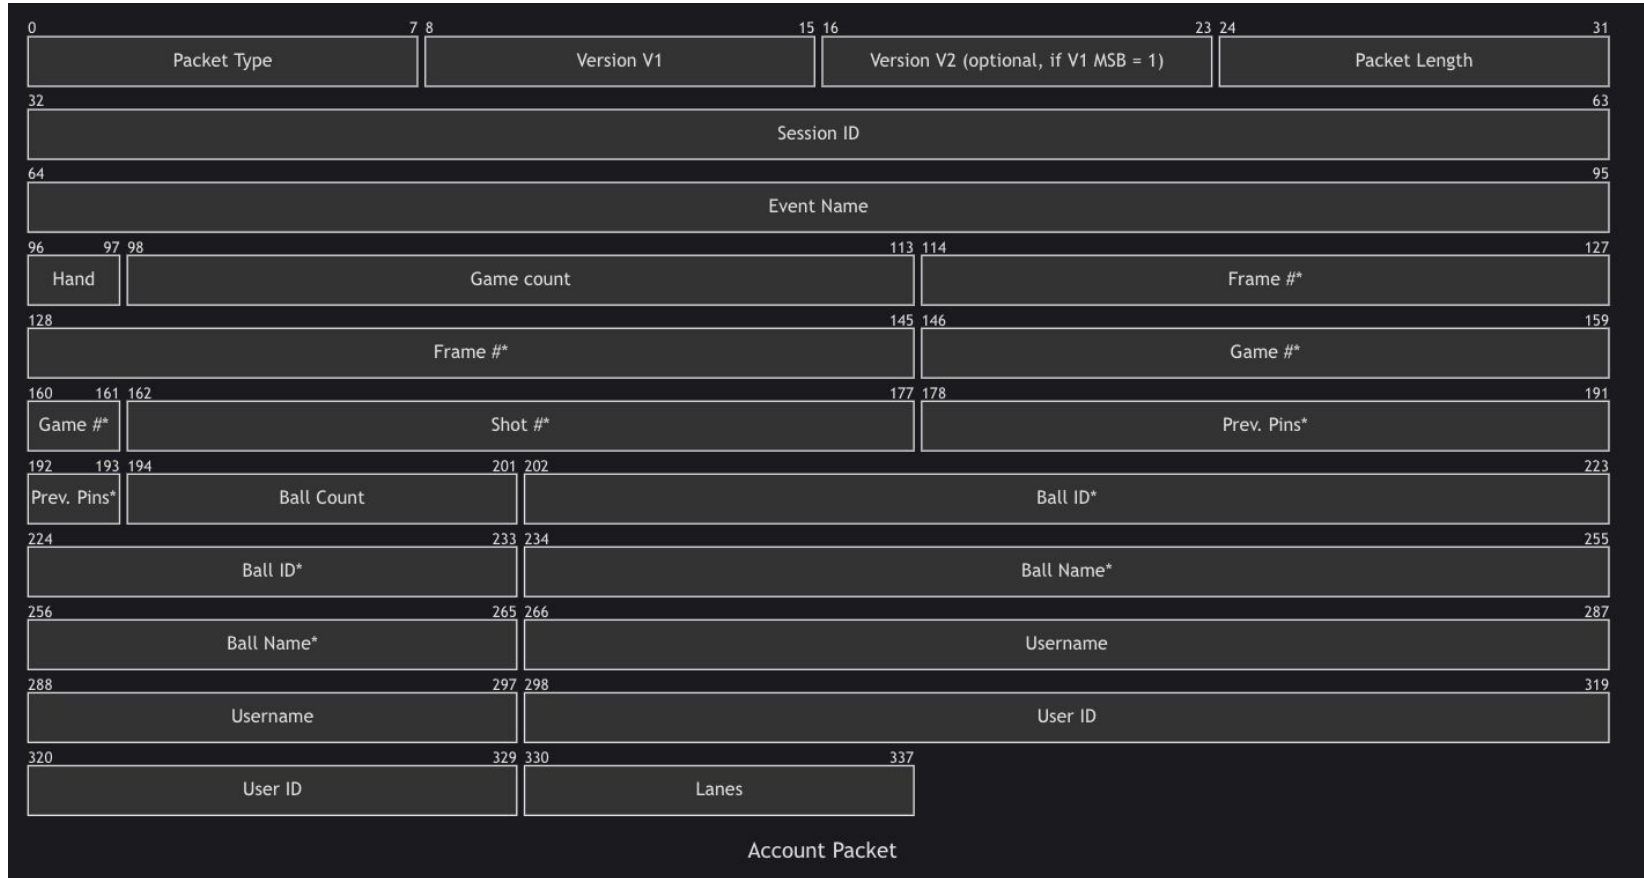 0 7 8 15 16 23 24 31
Packet Type Version V1 Version V2 (optional, if V1 MSB = 1) Packet Length
32 63
Session ID
64 95
Event Name
96 97 98 113 114 127
Hand Game count Frame #*
128 145 146 159
Frame #* Game #*
160 161 162 177 178 191
Game #* Shot #* Prev. Pins*
192 193 194 201 202 223
Prev. Pins* Ball Count Ball ID*
224 233 234 255
Ball ID* Ball Name*
256 265 266 287
Ball Name* Username
288 297 298 319
Username User ID
320 329 330 337
User ID Lanes
Account Packet